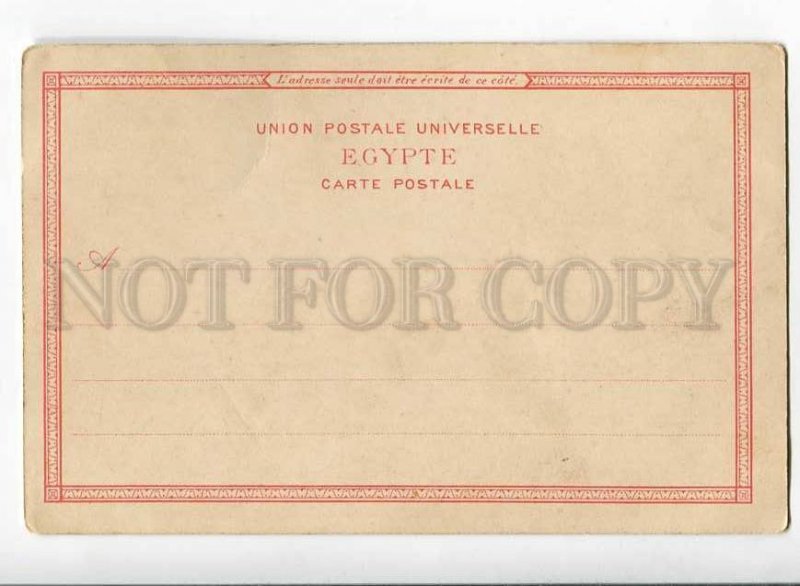 L'adresse seule doit être écrite de ce côté.
UNION POSTALE UNIVERSELLE
EGYPTE
CARTE POSTALE
A
NOT FOR COPY